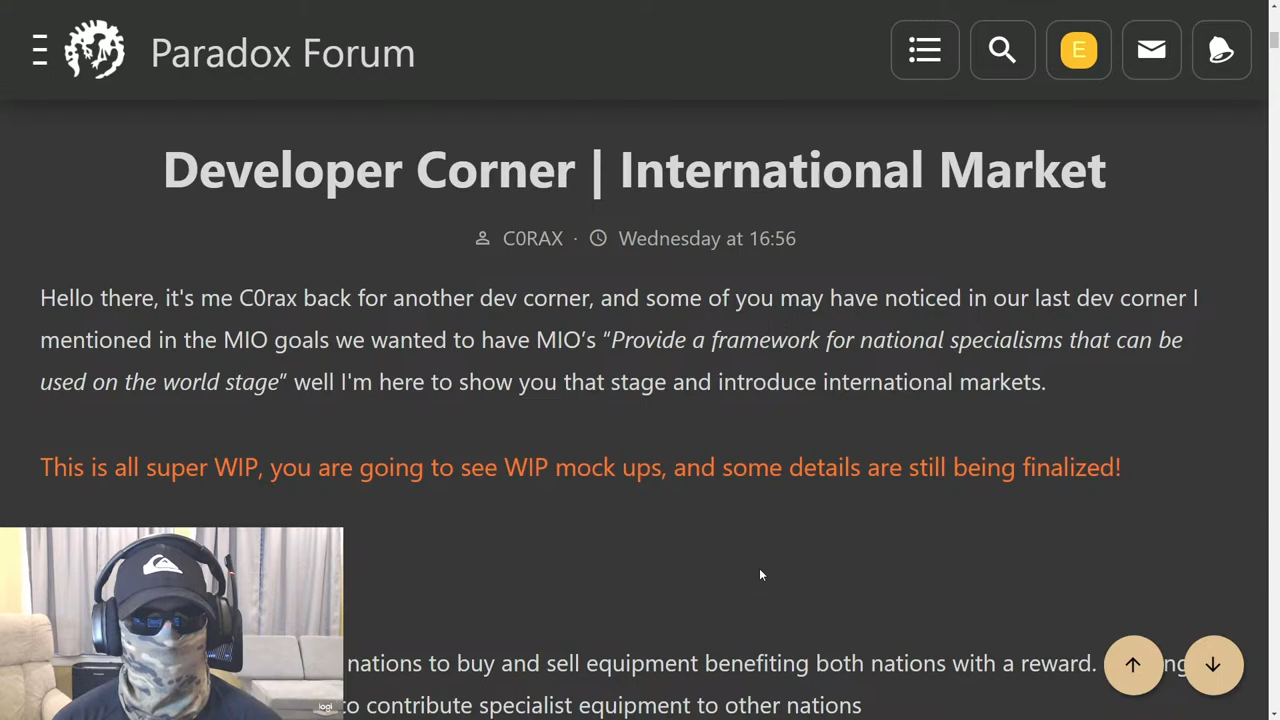 Paradox Forum
E
Developer Corner | International Market
C0RAX · Wednesday at 16:56
Hello there, it's me C0rax back for another dev corner, and some of you may have noticed in our last dev corner I
mentioned in the MIO goals we wanted to have MIO’s “Provide a framework for national specialisms that can be
used on the world stage” well I'm here to show you that stage and introduce international markets.
This is all super WIP, you are going to see WIP mock ups, and some details are still being finalized!
nations to buy and sell equipment benefiting both nations with a reward.
to contribute specialist equipment to other nations
logi